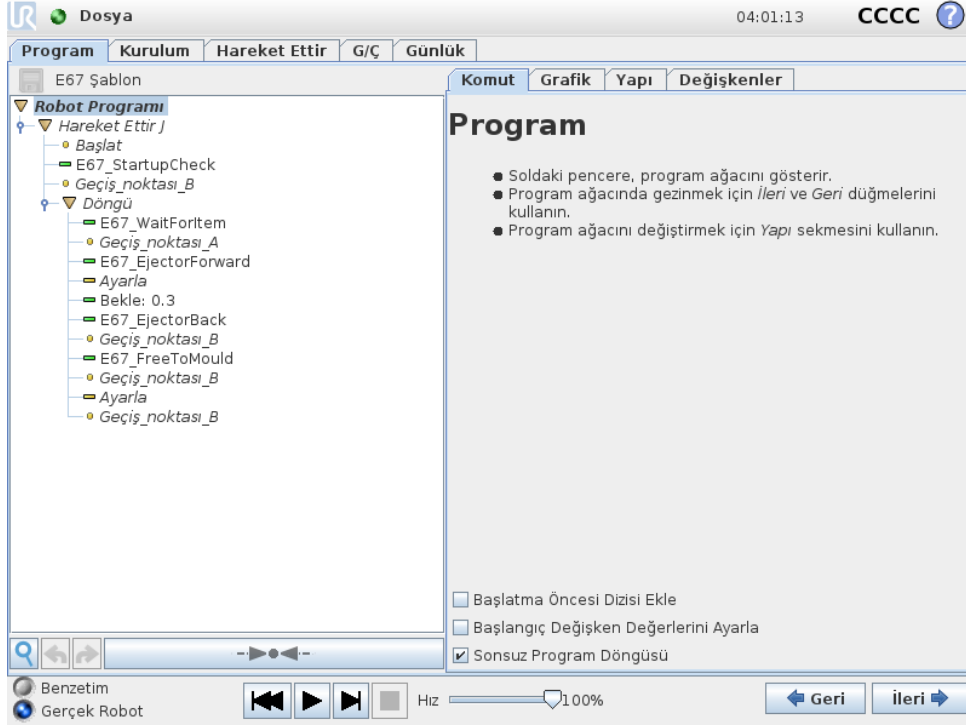 UR Dosya 04:01:13 CCCC ?
Program Kurulum Hareket Ettir G/Ç Günlük
E67 Şablon
Komut Grafik Yapı Değişkenler
Robot Programı
Hareket Ettir J
Başlat
E67_StartupCheck
Geçiş_noktası_B
Döngü
E67_WaitForItem
Geçiş_noktası_A
E67_EjectorForward
Ayarla
Bekle: 0.3
E67_EjectorBack
Geçiş_noktası_B
E67_FreeToMould
Geçiş_noktası_B
Ayarla
Geçiş_noktası_B
Program
Soldaki pencere, program ağacını gösterir.
Program ağacında gezinmek için İleri ve Geri düğmelerini
kullanın.
Program ağacını değiştirmek için Yapı sekmesini kullanın.
Başlatma Öncesi Dizisi Ekle
Başlangıç Değişken Değerlerini Ayarla
Sonsuz Program Döngüsü
Benzetim
Gerçek Robot
Hız 100%
Geri İleri